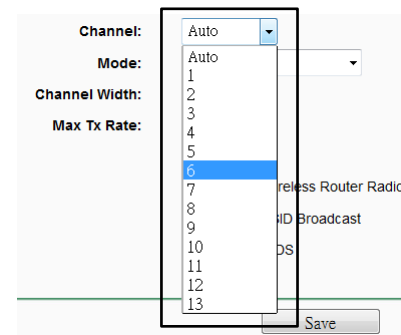 Channel: Auto
Auto
Mode:
1
Channel Width: 2
3
Max Tx Rate: 4
5
6
7 reless Router Radio
8
9 ID Broadcast
10
11 DS
12
13
Save